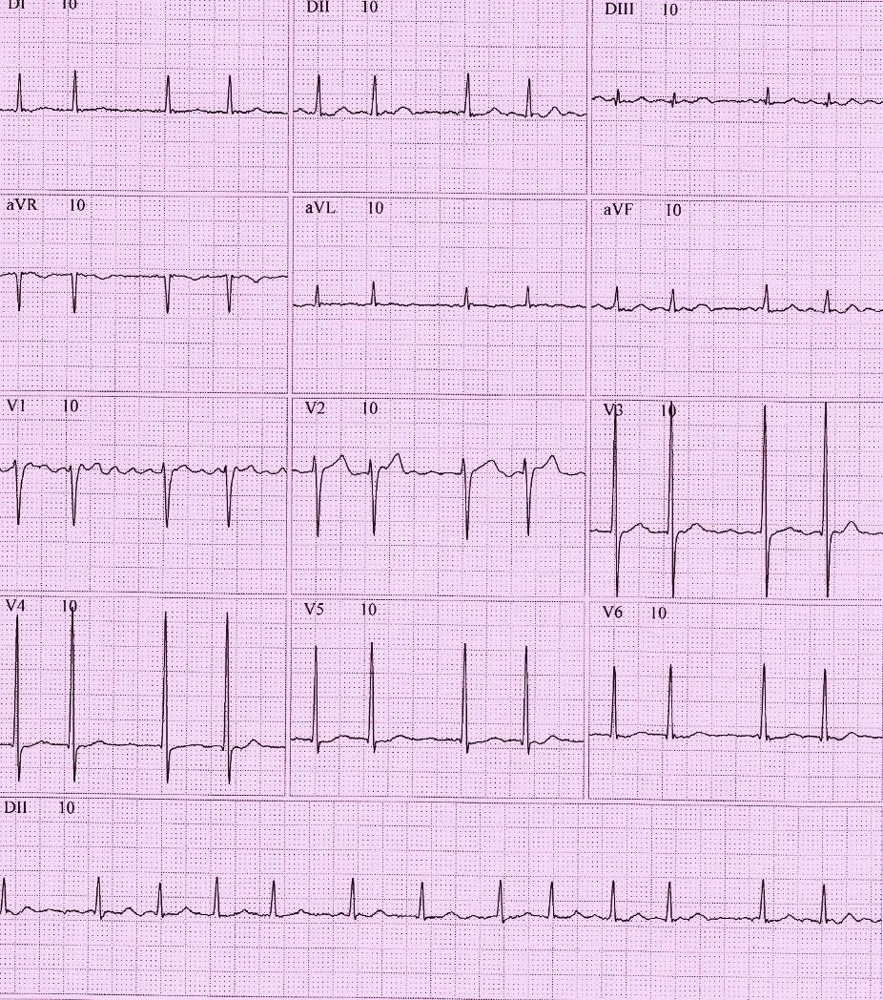 DI 10
DII 10
DIII 10
aVR 10
aVL 10
aVF 10
V1 10
V2 10
V3 10
V4 10
V5 10
V6 10
DII 10